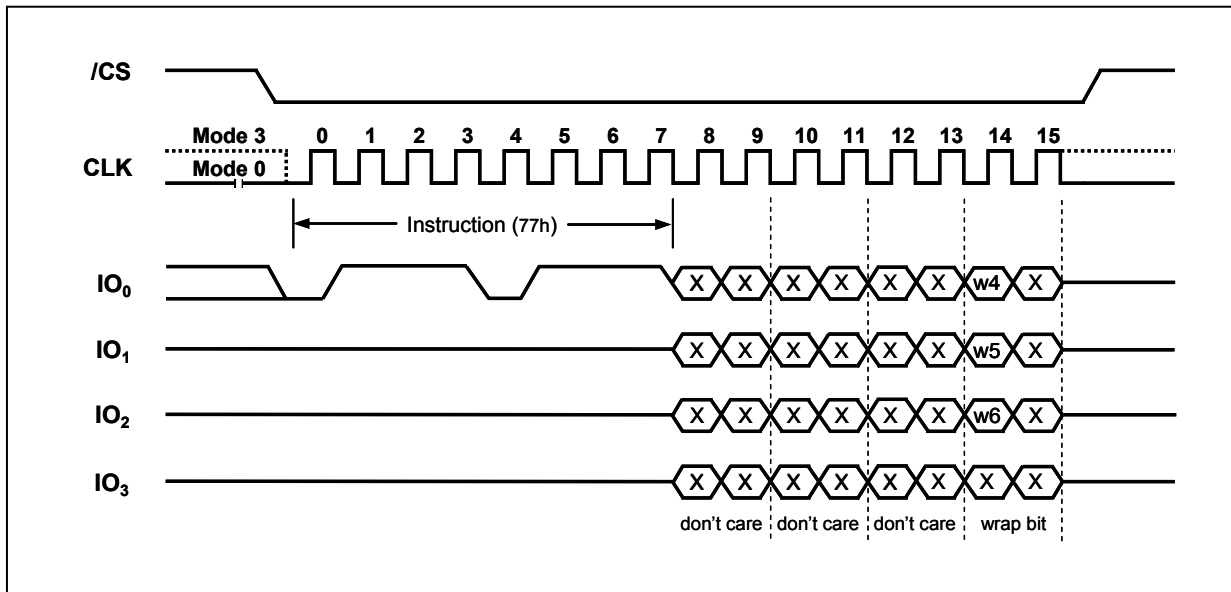 /CS
Mode 3 0 1 2 3 4 5 6 7 8 9 10 11 12 13 14 15
CLK Mode 0
Instruction (77h)
IO₀ X X X X X X w4 X
IO₁ X X X X X X w5 X
IO₂ X X X X X X w6 X
IO₃ X X X X X X X X
don't care don't care don't care wrap bit